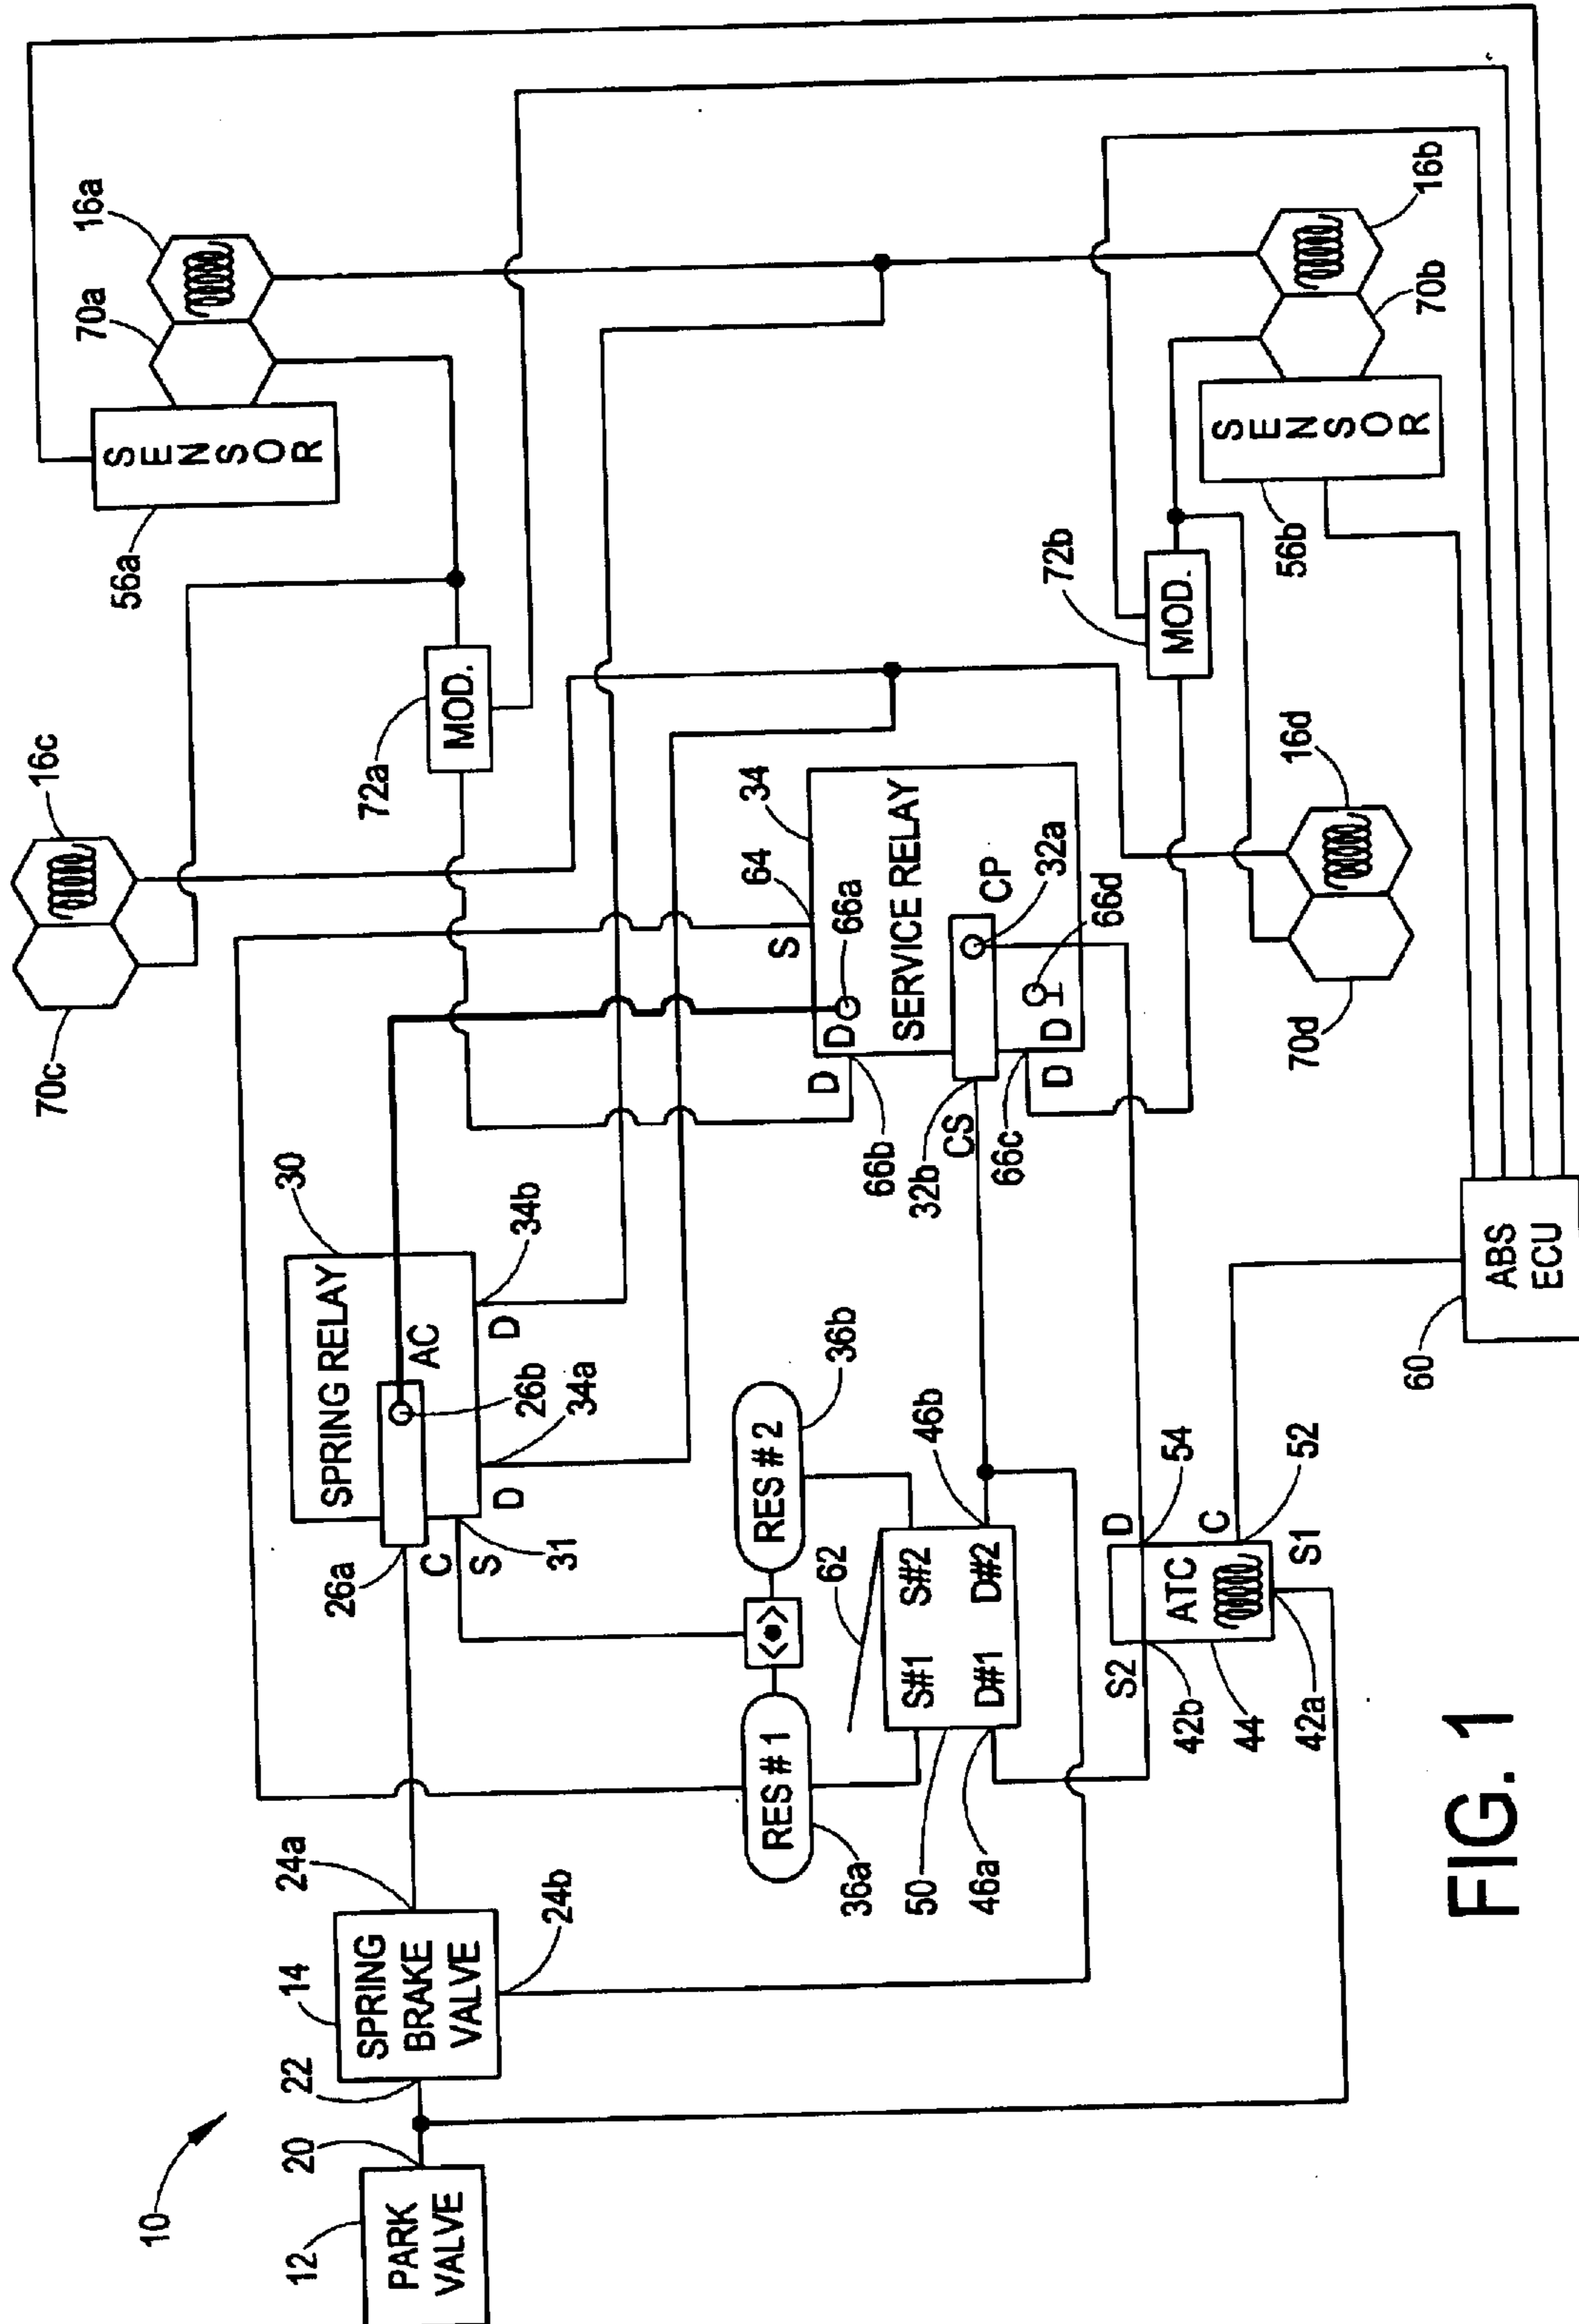 10
12
PARK
VALVE
20
22
14
SPRING
BRAKE
VALVE
24a
24b
26a
C
S
31
SPRING RELAY
30
AC
26b
34a
D
34b
D
RES # 1
36a
<•>
RES # 2
36b
62
S#1
S#2
D#1
D#2
50
46a
46b
S2
42b
44
42a
ATC
D
54
C
52
S1
60
ABS
ECU
D
66b
32b
CS
66c
D
D
66a
S
64
34
SERVICE RELAY
CP
32a
66d
D
70c
16c
72a
MOD.
70d
16d
72b
MOD.
56a
SENSOR
70a
16a
56b
SENSOR
70b
16b
FIG. 1